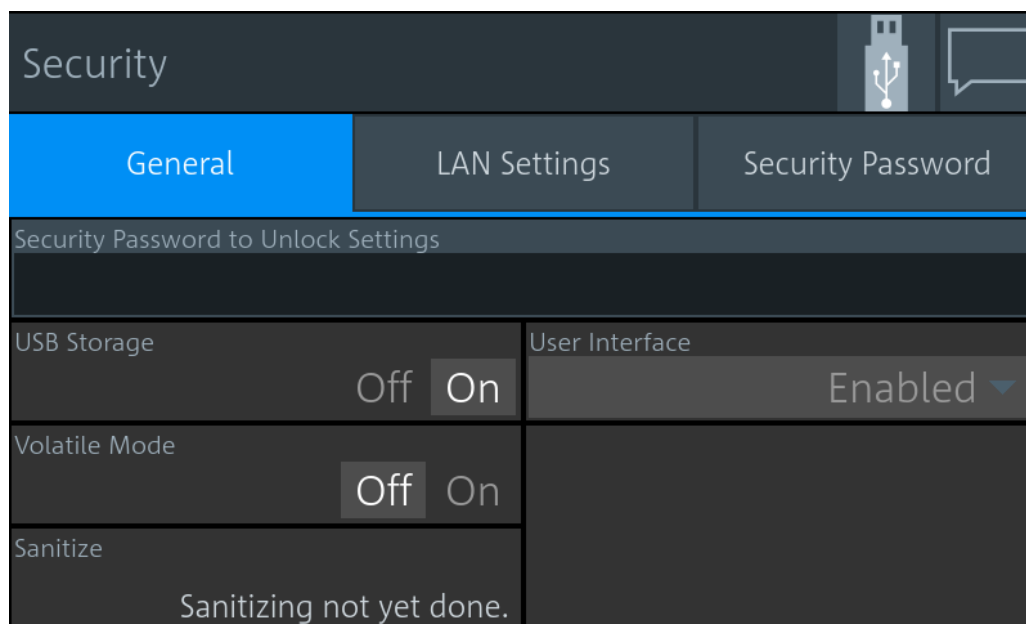 Security
General
LAN Settings
Security Password
Security Password to Unlock Settings
USB Storage
Off On
User Interface
Enabled
Volatile Mode
Off On
Sanitize
Sanitizing not yet done.